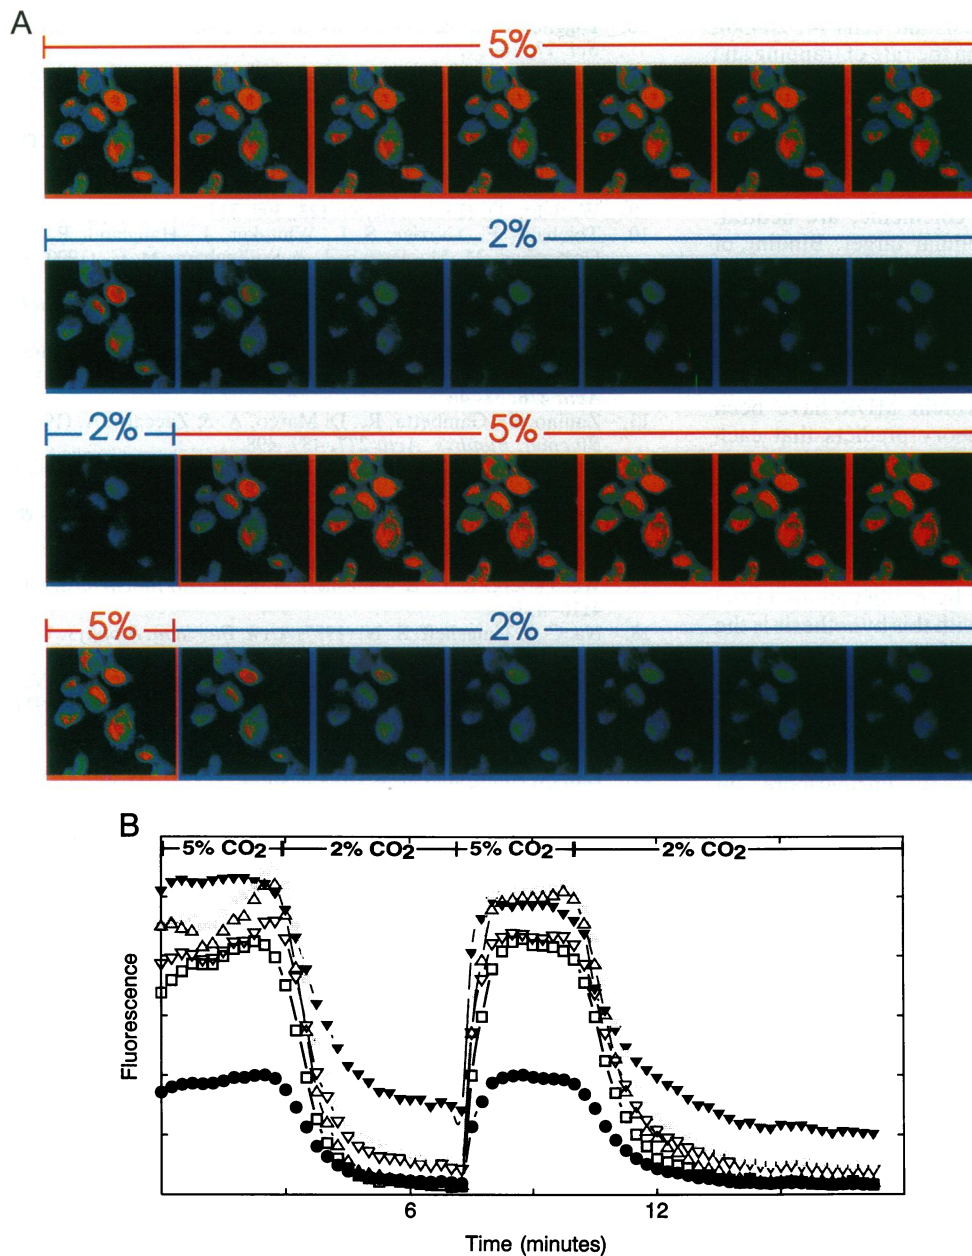 A
5%
2%
2% 5%
5% 2%
B
5% CO2 2% CO2 5% CO2 2% CO2
Fluorescence
6 12
Time (minutes)